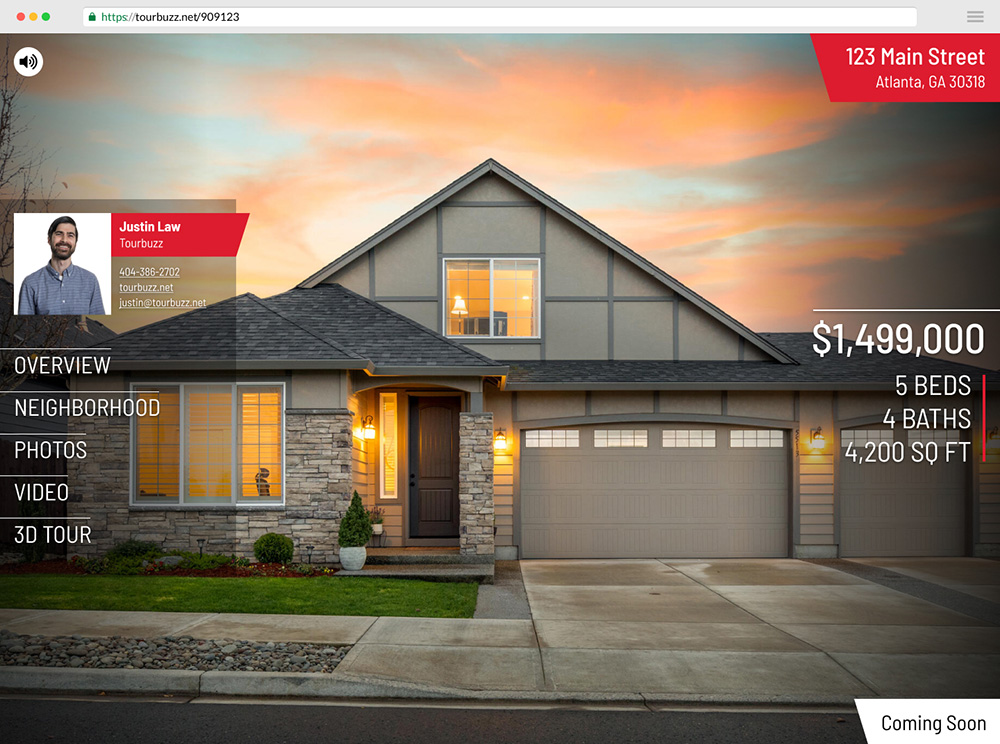 https://tourbuzz.net/909123
123 Main Street
Atlanta, GA 30318
Justin Law
Tourbuzz
404-386-2702
tourbuzz.net
justin@tourbuzz.net
$1,499,000
5 BEDS
4 BATHS
4,200 SQ FT
OVERVIEW
NEIGHBORHOOD
PHOTOS
VIDEO
3D TOUR
Coming Soon